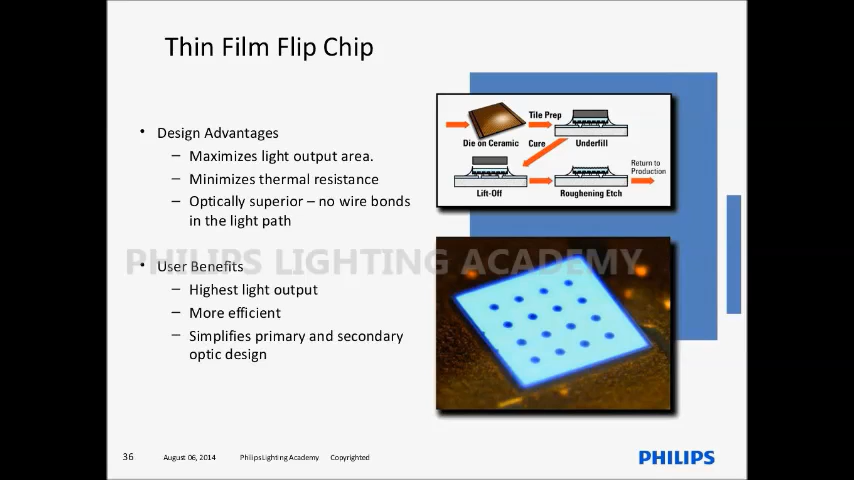 Thin Film Flip Chip
• Design Advantages
– Maximizes light output area.
– Minimizes thermal resistance
– Optically superior – no wire bonds
in the light path
• User Benefits
– Highest light output
– More efficient
– Simplifies primary and secondary
optic design
Tile Prep
Die on Ceramic
Cure
Underfill
Return to
Production
Lift-Off
Roughening Etch
PHILIPS LIGHTING ACADEMY
36
August 06, 2014
PhilipsLighting Academy
Copyrighted
PHILIPS